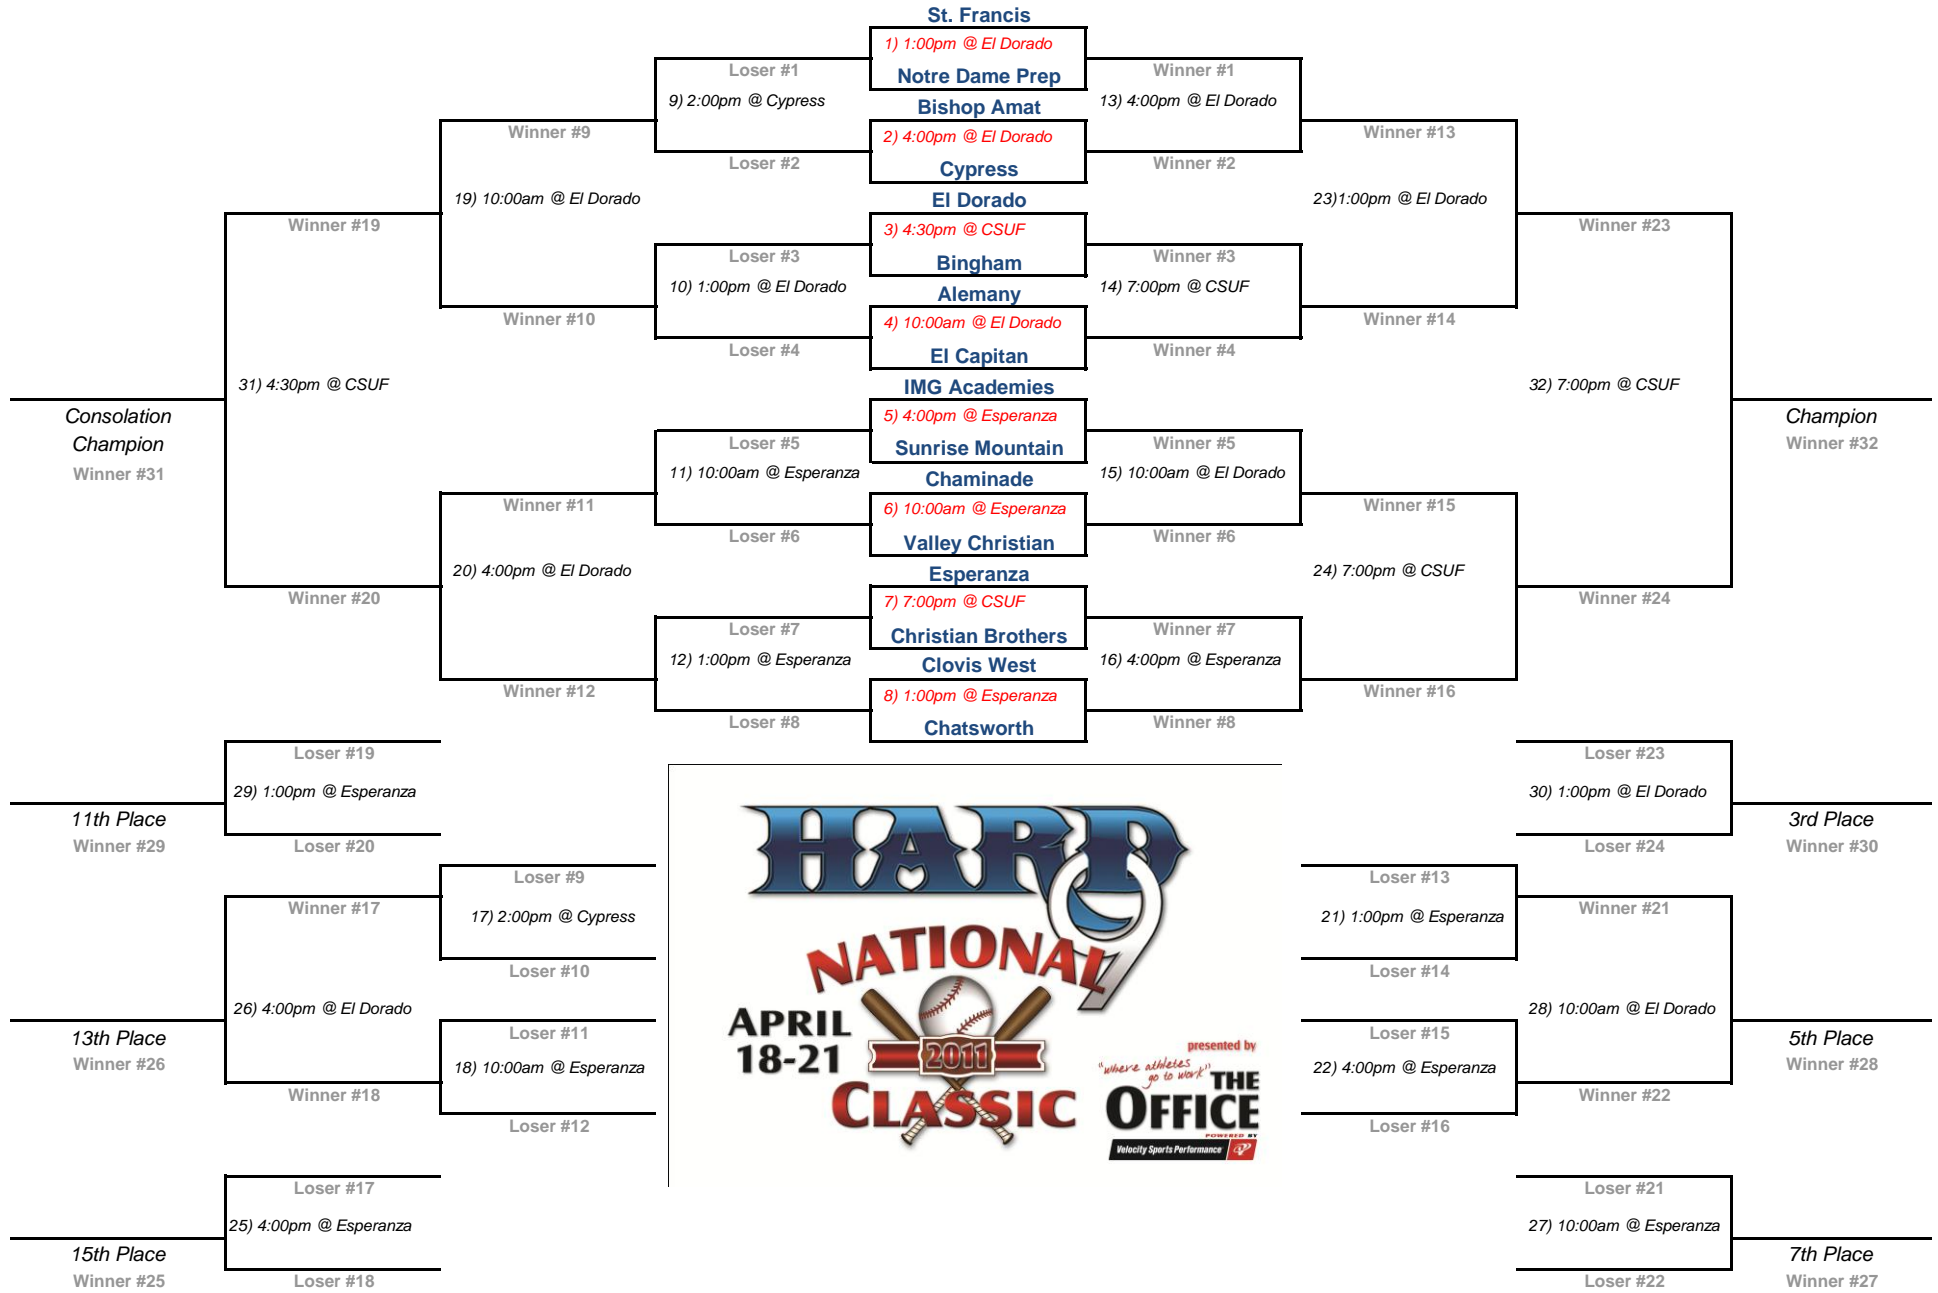 St. Francis
1) 1:00pm @ El Dorado
Loser #1
Notre Dame Prep
Winner #1
9) 2:00pm @ Cypress
Bishop Amat
13) 4:00pm @ El Dorado
Winner #9
2) 4:00pm @ El Dorado
Winner #13
Loser #2
Cypress
Winner #2
19) 10:00am @ El Dorado
El Dorado
23)1:00pm @ El Dorado
Winner #19
3) 4:30pm @ CSUF
Winner #23
Loser #3
Bingham
Winner #3
10) 1:00pm @ El Dorado
Alemany
14) 7:00pm @ CSUF
Winner #10
4) 10:00am @ El Dorado
Winner #14
Loser #4
El Capitan
Winner #4
31) 4:30pm @ CSUF
IMG Academies
32) 7:00pm @ CSUF
Consolation
Champion
Winner #31
5) 4:00pm @ Esperanza
Champion
Winner #32
Loser #5
Sunrise Mountain
Winner #5
11) 10:00am @ Esperanza
Chaminade
15) 10:00am @ El Dorado
Winner #11
6) 10:00am @ Esperanza
Winner #15
Loser #6
Valley Christian
Winner #6
20) 4:00pm @ El Dorado
Esperanza
24) 7:00pm @ CSUF
Winner #20
7) 7:00pm @ CSUF
Winner #24
Loser #7
Christian Brothers
Winner #7
12) 1:00pm @ Esperanza
Clovis West
16) 4:00pm @ Esperanza
Winner #12
8) 1:00pm @ Esperanza
Winner #16
Loser #8
Chatsworth
Winner #8
Loser #19
29) 1:00pm @ Esperanza
11th Place
Winner #29
Loser #20
Loser #23
30) 1:00pm @ El Dorado
3rd Place
Loser #24
Winner #30
Loser #9
Winner #17
17) 2:00pm @ Cypress
Loser #10
26) 4:00pm @ El Dorado
13th Place
Winner #26
Loser #11
18) 10:00am @ Esperanza
Winner #18
Loser #12
HARD
9
NATIONAL
APRIL
18-21
2011
CLASSIC
presented by
"where athletes
go to work"
THE
OFFICE
POWERED BY
Velocity Sports Performance
Loser #13
21) 1:00pm @ Esperanza
Winner #21
Loser #14
28) 10:00am @ El Dorado
Loser #15
5th Place
22) 4:00pm @ Esperanza
Winner #28
Winner #22
Loser #16
Loser #17
25) 4:00pm @ Esperanza
15th Place
Winner #25
Loser #18
Loser #21
27) 10:00am @ Esperanza
7th Place
Loser #22
Winner #27